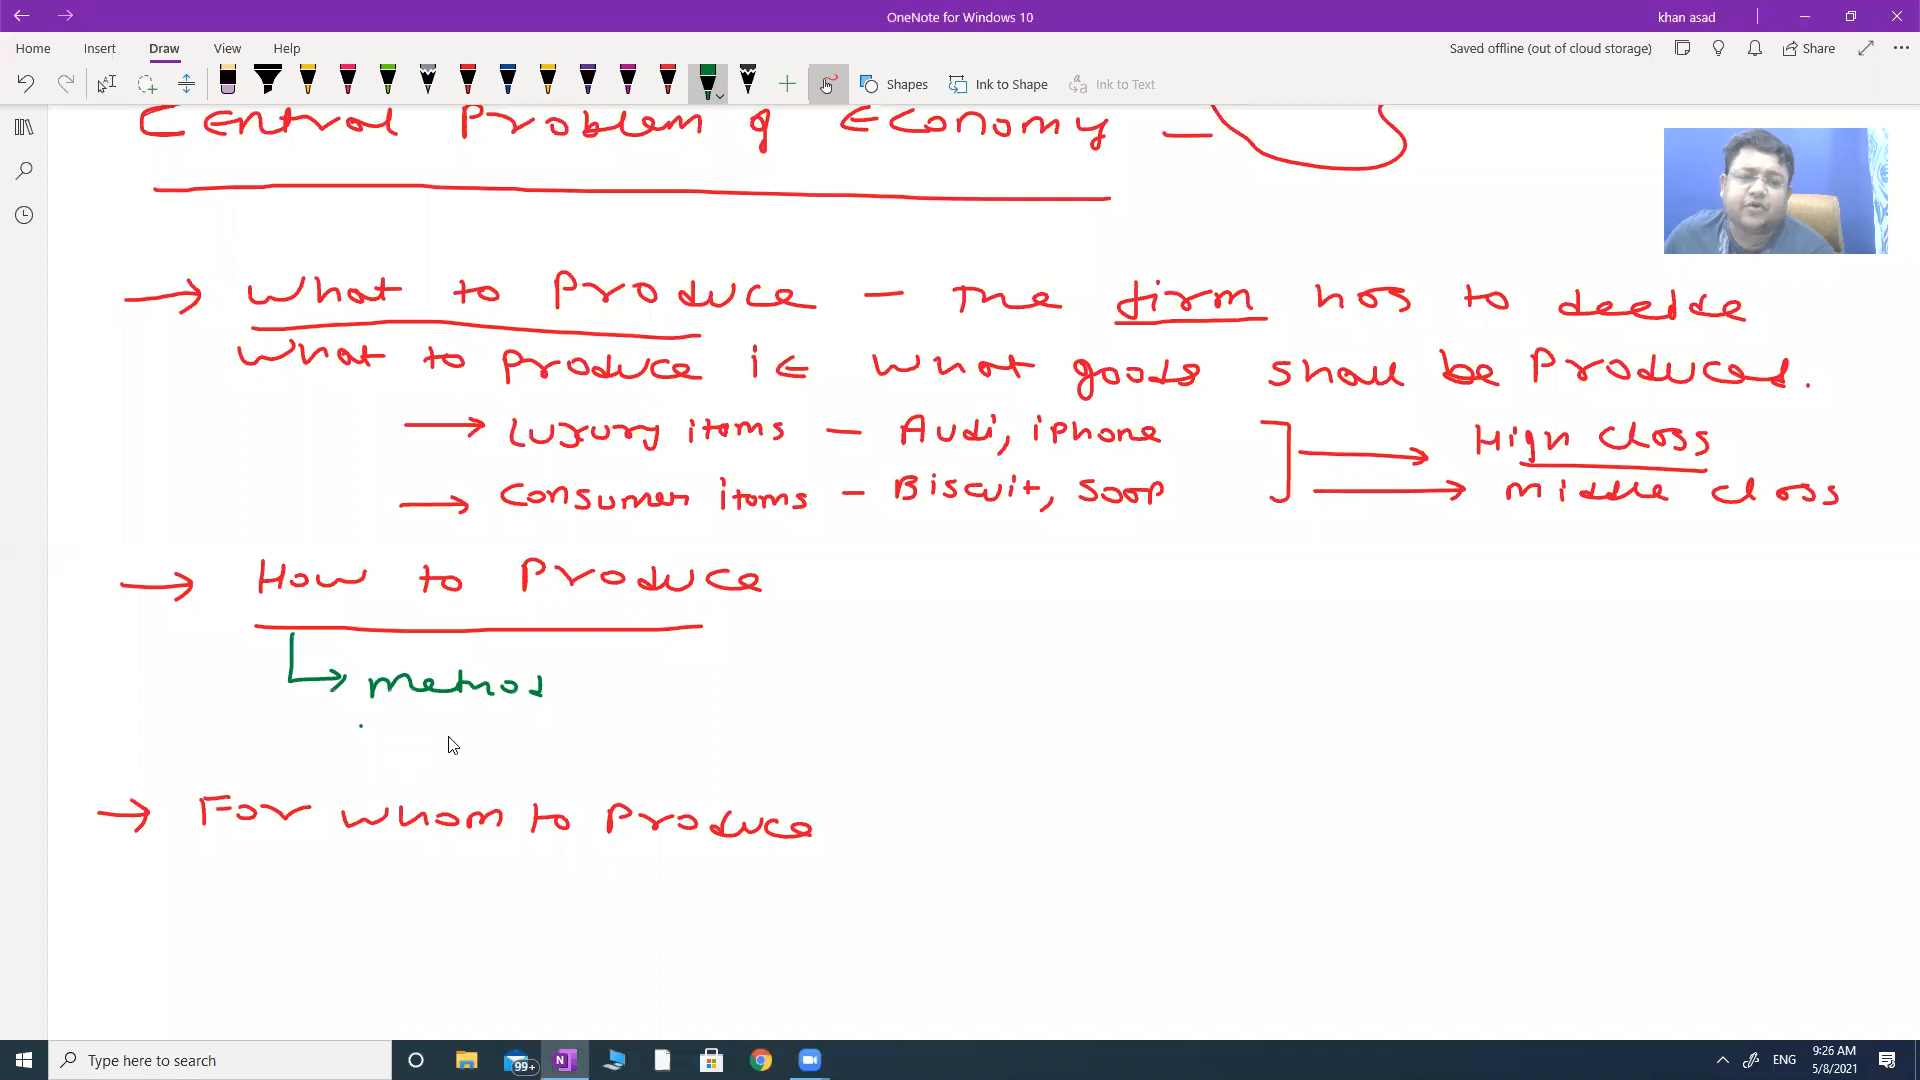 OneNote for Windows 10
khan asad
Home Insert Draw View Help
Saved offline (out of cloud storage)
Share
Shapes
Ink to Shape
Ink to Text
Central Problem of Economy -
→ What to Produce - The firm has to deedde
What to produce ie what goods shall be Produced.
→ Luxury items - Audi, iphone
→ High Class
→ Consumer items - Biscuit, Soap
→ middle class
→ How to Produce
→ method
→ For whom to Produce
Type here to search
99+
N
ENG
9:26 AM
5/8/2021